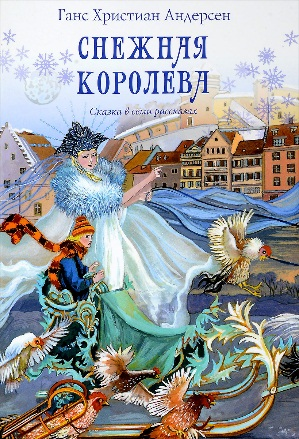 Ганс Христиан Андерсен
СНЕЖНАЯ
КОРОЛЕВА
Сказка в семи рассказах